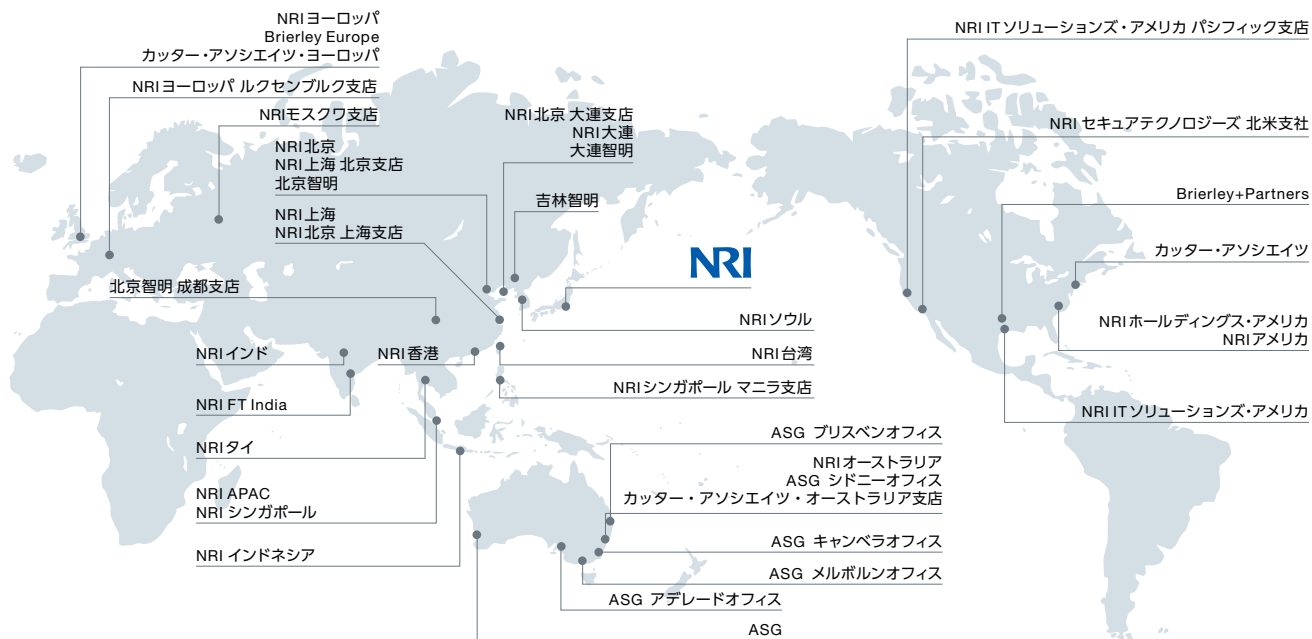 NRIヨーロッパ
Brierley Europe
カッター・アソシエイツ・ヨーロッパ
NRIヨーロッパ ルクセンブルク支店
NRIモスクワ支店
NRI北京
NRI上海 北京支店
北京智明
NRI上海
NRI北京 上海支店
北京智明 成都支店
NRIインド
NRI香港
NRI FT India
NRIタイ
NRI APAC
NRI シンガポール
NRI インドネシア
NRI北京 大連支店
NRI大連
大連智明
吉林智明
NRI
NRIソウル
NRI台湾
NRIシンガポール マニラ支店
ASG ブリスベンオフィス
NRIオーストラリア
ASG シドニーオフィス
カッター・アソシエイツ・オーストラリア支店
ASG キャンベラオフィス
ASG メルボルンオフィス
ASG アデレードオフィス
ASG
NRI ITソリューションズ・アメリカ パシフィック支店
NRI セキュアテクノロジーズ 北米支社
Brierley+Partners
カッター・アソシエイツ
NRIホールディングス・アメリカ
NRIアメリカ
NRI ITソリューションズ・アメリカ